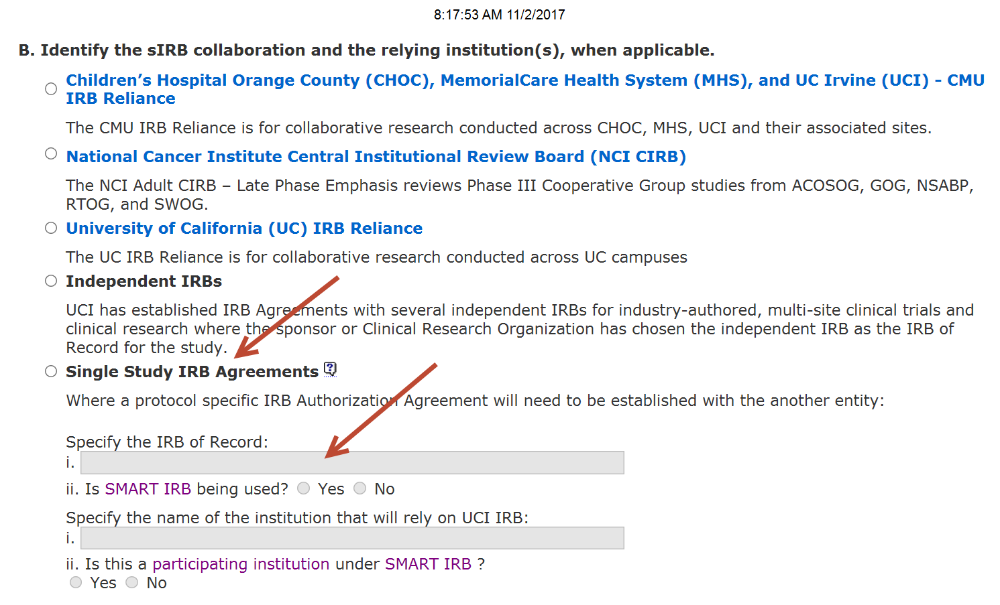 8:17:53 AM 11/2/2017
B. Identify the sIRB collaboration and the relying institution(s), when applicable.
Children’s Hospital Orange County (CHOC), MemorialCare Health System (MHS), and UC Irvine (UCI) - CMU
IRB Reliance
The CMU IRB Reliance is for collaborative research conducted across CHOC, MHS, UCI and their associated sites.
National Cancer Institute Central Institutional Review Board (NCI CIRB)
The NCI Adult CIRB – Late Phase Emphasis reviews Phase III Cooperative Group studies from ACOSOG, GOG, NSABP,
RTOG, and SWOG.
University of California (UC) IRB Reliance
The UC IRB Reliance is for collaborative research conducted across UC campuses
Independent IRBs
UCI has established IRB Agreements with several independent IRBs for industry-authored, multi-site clinical trials and
clinical research where the sponsor or Clinical Research Organization has chosen the independent IRB as the IRB of
Record for the study.
Single Study IRB Agreements ?
Where a protocol specific IRB Authorization Agreement will need to be established with the another entity:
Specify the IRB of Record:
i.
ii. Is SMART IRB being used? Yes No
Specify the name of the institution that will rely on UCI IRB:
i.
ii. Is this a participating institution under SMART IRB ?
Yes No